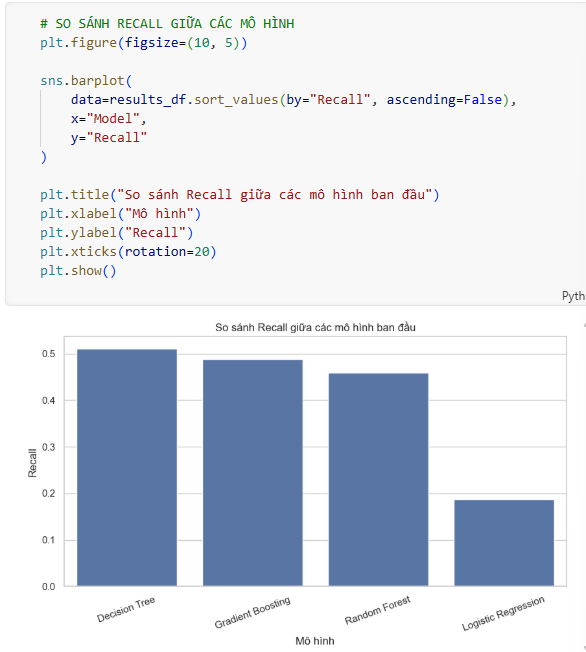 # SO SÁNH RECALL GIỮA CÁC MÔ HÌNH
plt.figure(figsize=(10, 5))
sns.barplot(
data=results_df.sort_values(by="Recall", ascending=False),
x="Model",
y="Recall"
)
plt.title("So sánh Recall giữa các mô hình ban đầu")
plt.xlabel("Mô hình")
plt.ylabel("Recall")
plt.xticks(rotation=20)
plt.show()
So sánh Recall giữa các mô hình ban đầu
0.5
0.4
0.3
0.2
0.1
0.0
Recall
Decision Tree
Gradient Boosting
Random Forest
Logistic Regression
Mô hình